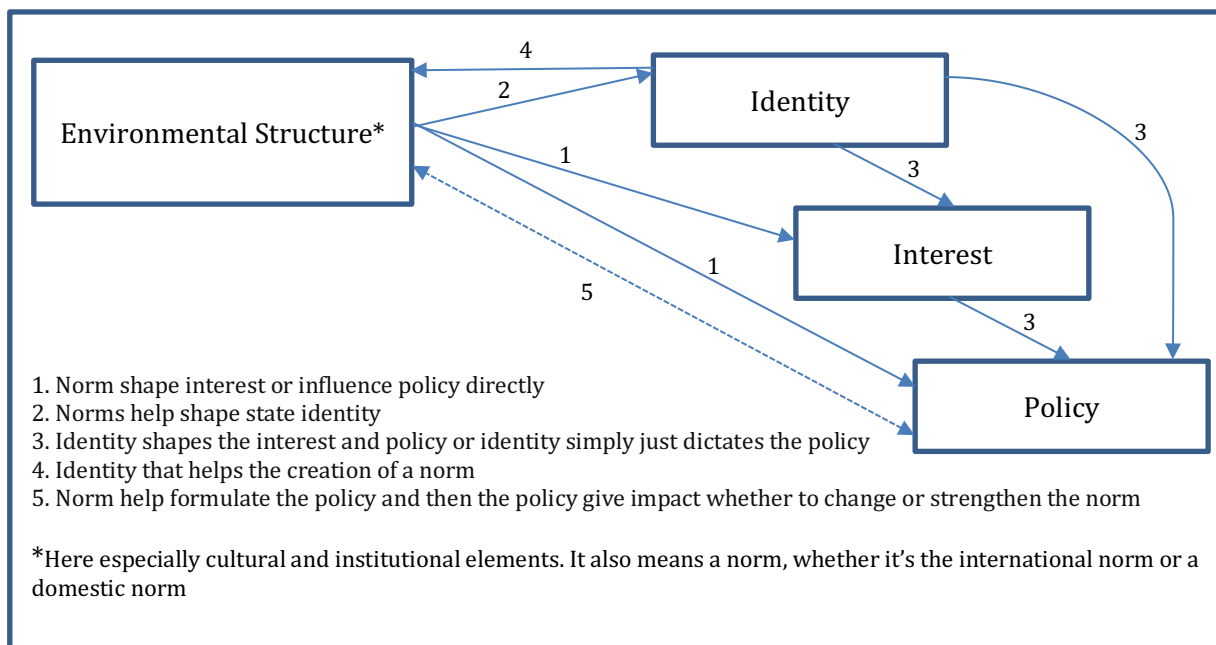 4
2
Identity
Environmental Structure*
3
1
3
Interest
1
5
3
Policy
1. Norm shape interest or influence policy directly
2. Norms help shape state identity
3. Identity shapes the interest and policy or identity simply just dictates the policy
4. Identity that helps the creation of a norm
5. Norm help formulate the policy and then the policy give impact whether to change or strengthen the norm
*Here especially cultural and institutional elements. It also means a norm, whether it’s the international norm or a
domestic norm